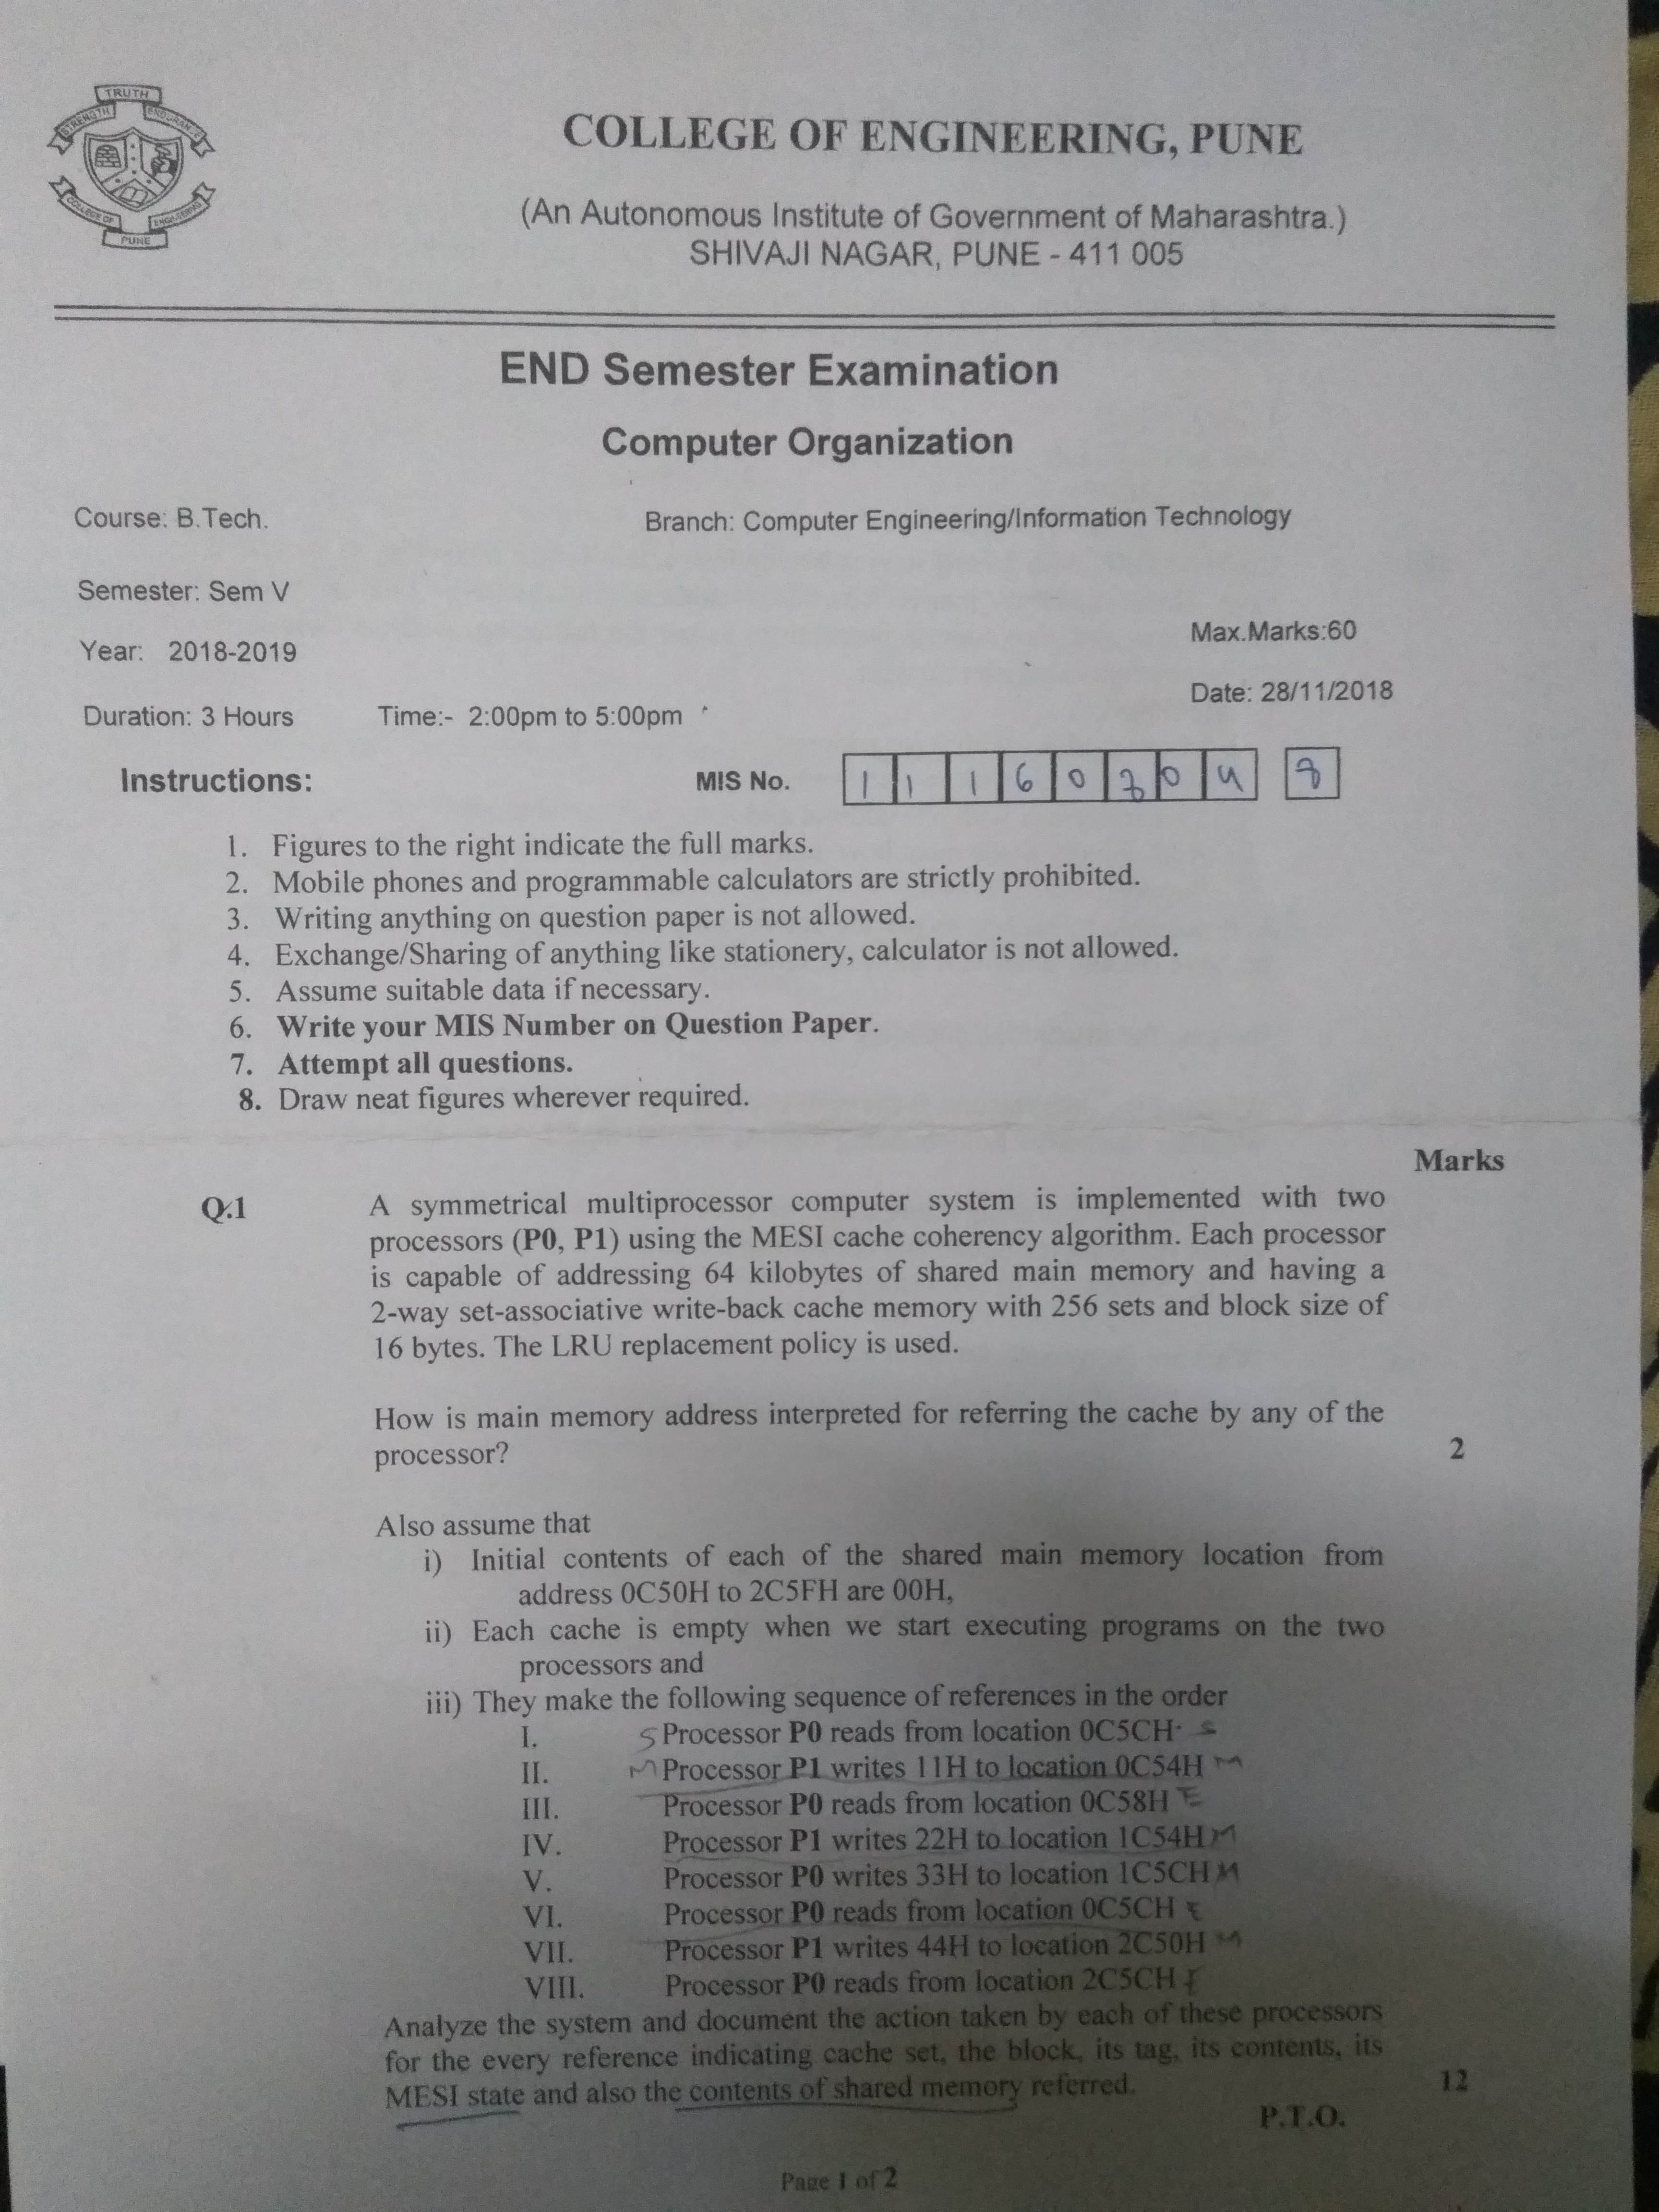 TRUTH
STRENGTH
ENDURANCE
COLLEGE OF
ENGINEERING
PUNE
COLLEGE OF ENGINEERING, PUNE
(An Autonomous Institute of Government of Maharashtra.)
SHIVAJI NAGAR, PUNE - 411 005
END Semester Examination
Computer Organization
Course: B.Tech. Branch: Computer Engineering/Information Technology
Semester: Sem V
Max.Marks:60
Year: 2018-2019
Date: 28/11/2018
Duration: 3 Hours Time:- 2:00pm to 5:00pm
Instructions: MIS No. 1 1 1 6 0 0 4 8
1. Figures to the right indicate the full marks.
2. Mobile phones and programmable calculators are strictly prohibited.
3. Writing anything on question paper is not allowed.
4. Exchange/Sharing of anything like stationery, calculator is not allowed.
5. Assume suitable data if necessary.
6. Write your MIS Number on Question Paper.
7. Attempt all questions.
8. Draw neat figures wherever required.
Marks
Q.1 A symmetrical multiprocessor computer system is implemented with two
processors (P0, P1) using the MESI cache coherency algorithm. Each processor
is capable of addressing 64 kilobytes of shared main memory and having a
2-way set-associative write-back cache memory with 256 sets and block size of
16 bytes. The LRU replacement policy is used.
How is main memory address interpreted for referring the cache by any of the
processor? 2
Also assume that
i) Initial contents of each of the shared main memory location from
address 0C50H to 2C5FH are 00H,
ii) Each cache is empty when we start executing programs on the two
processors and
iii) They make the following sequence of references in the order
I. S Processor P0 reads from location 0C5CH S
II. M Processor P1 writes 11H to location 0C54H M
III. Processor P0 reads from location 0C58H E
IV. Processor P1 writes 22H to location 1C54H M
V. Processor P0 writes 33H to location 1C5CH M
VI. Processor P0 reads from location 0C5CH E
VII. Processor P1 writes 44H to location 2C50H M
VIII. Processor P0 reads from location 2C5CH
Analyze the system and document the action taken by each of these processors
for the every reference indicating cache set, the block, its tag, its contents, its
MESI state and also the contents of shared memory referred. 12
P.T.O.
Page 1 of 2